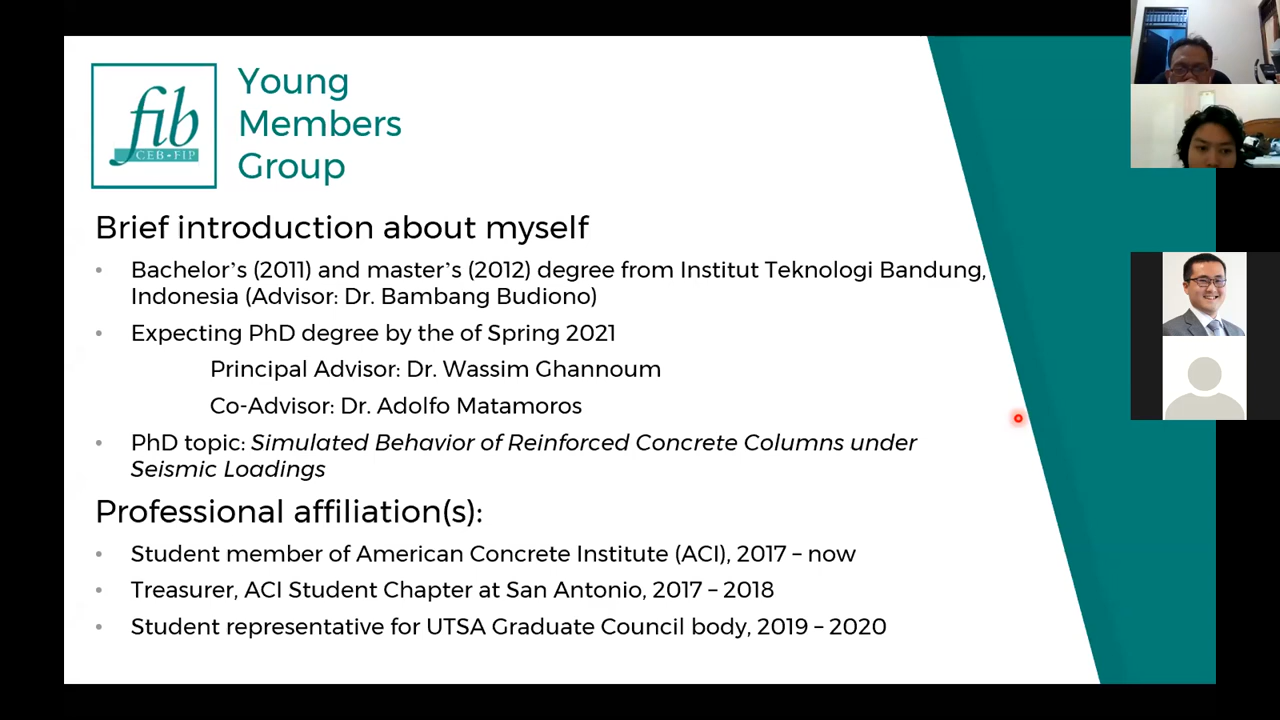 fib
CEB-FIP
Young
Members
Group
Brief introduction about myself
• Bachelor's (2011) and master's (2012) degree from Institut Teknologi Bandung,
Indonesia (Advisor: Dr. Bambang Budiono)
• Expecting PhD degree by the of Spring 2021
Principal Advisor: Dr. Wassim Ghannoum
Co-Advisor: Dr. Adolfo Matamoros
• PhD topic: Simulated Behavior of Reinforced Concrete Columns under
Seismic Loadings
Professional affiliation(s):
• Student member of American Concrete Institute (ACI), 2017 – now
• Treasurer, ACI Student Chapter at San Antonio, 2017 – 2018
• Student representative for UTSA Graduate Council body, 2019 – 2020